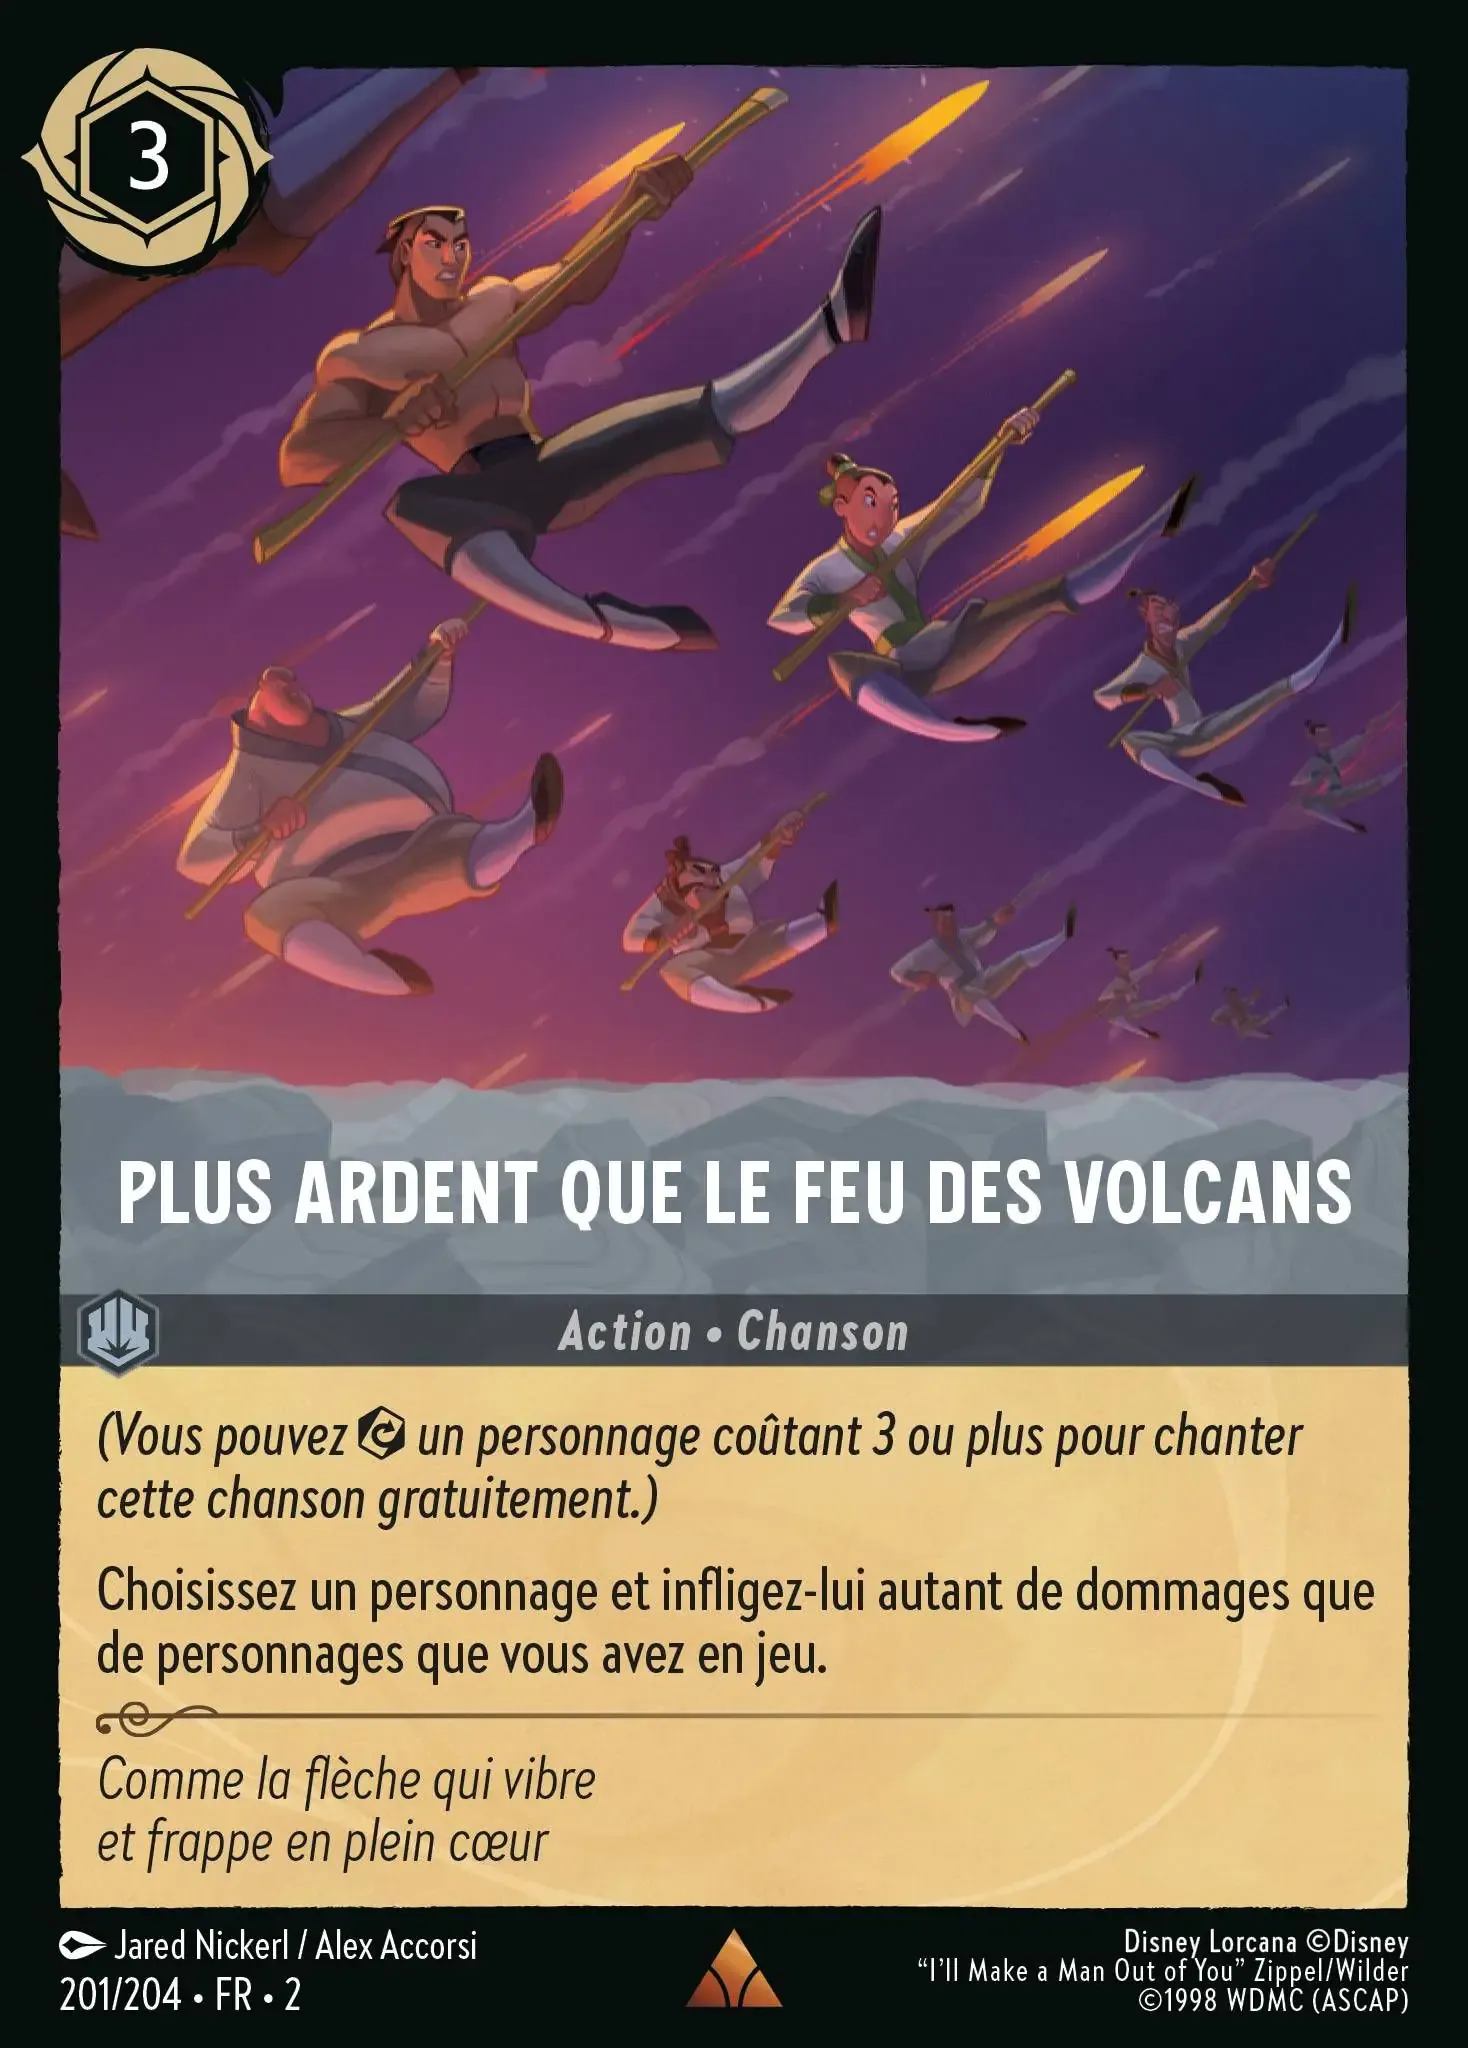 3
PLUS ARDENT QUE LE FEU DES VOLCANS
Action • Chanson
(Vous pouvez un personnage coûtant 3 ou plus pour chanter
cette chanson gratuitement.)
Choisissez un personnage et infligez-lui autant de dommages que
de personnages que vous avez en jeu.
Comme la flèche qui vibre
et frappe en plein cœur
Jared Nickerl / Alex Accorsi
201/204 • FR • 2
Disney Lorcana ©Disney
“I’ll Make a Man Out of You” Zippel/Wilder
©1998 WDMC (ASCAP)